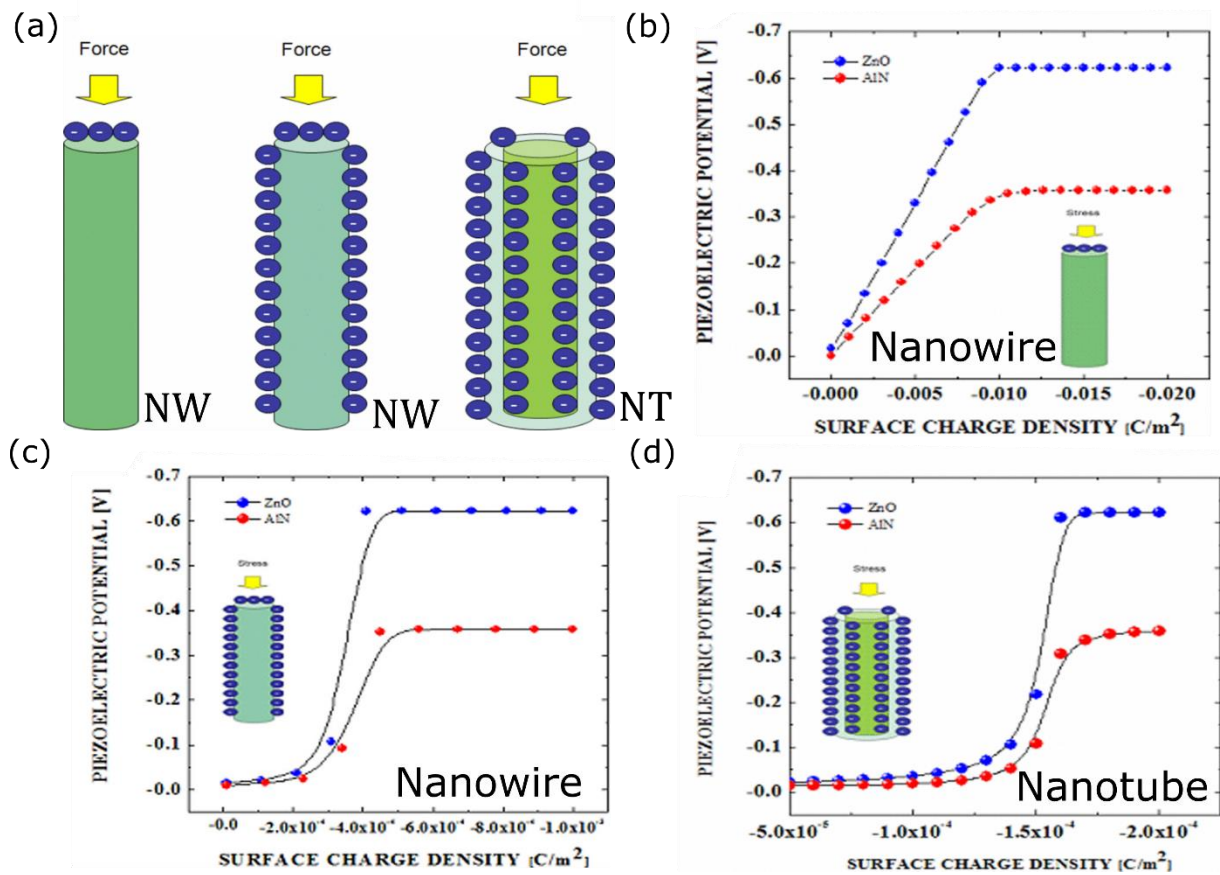 (a)
Force
Force
Force
NW
NW
NT
(b)
PIEZOELECTRIC POTENTIAL [V]
-0.7
-0.6
-0.5
-0.4
-0.3
-0.2
-0.1
-0.0
ZnO
AlN
Stress
Nanowire
-0.000
-0.005
-0.010
-0.015
-0.020
SURFACE CHARGE DENSITY [C/m²]
(c)
PIEZOELECTRIC POTENTIAL [V]
-0.7
-0.6
-0.5
-0.4
-0.3
-0.2
-0.1
-0.0
ZnO
AlN
Stress
Nanowire
-0.0
-2.0x10⁻⁴
-4.0x10⁻⁴
-6.0x10⁻⁴
-8.0x10⁻⁴
-1.0x10⁻³
SURFACE CHARGE DENSITY [C/m²]
(d)
PIEZOELECTRIC POTENTIAL [V]
-0.7
-0.6
-0.5
-0.4
-0.3
-0.2
-0.1
-0.0
ZnO
AlN
Stress
Nanotube
-5.0x10⁻⁵
-1.0x10⁻⁴
-1.5x10⁻⁴
-2.0x10⁻⁴
SURFACE CHARGE DENSITY [C/m²]